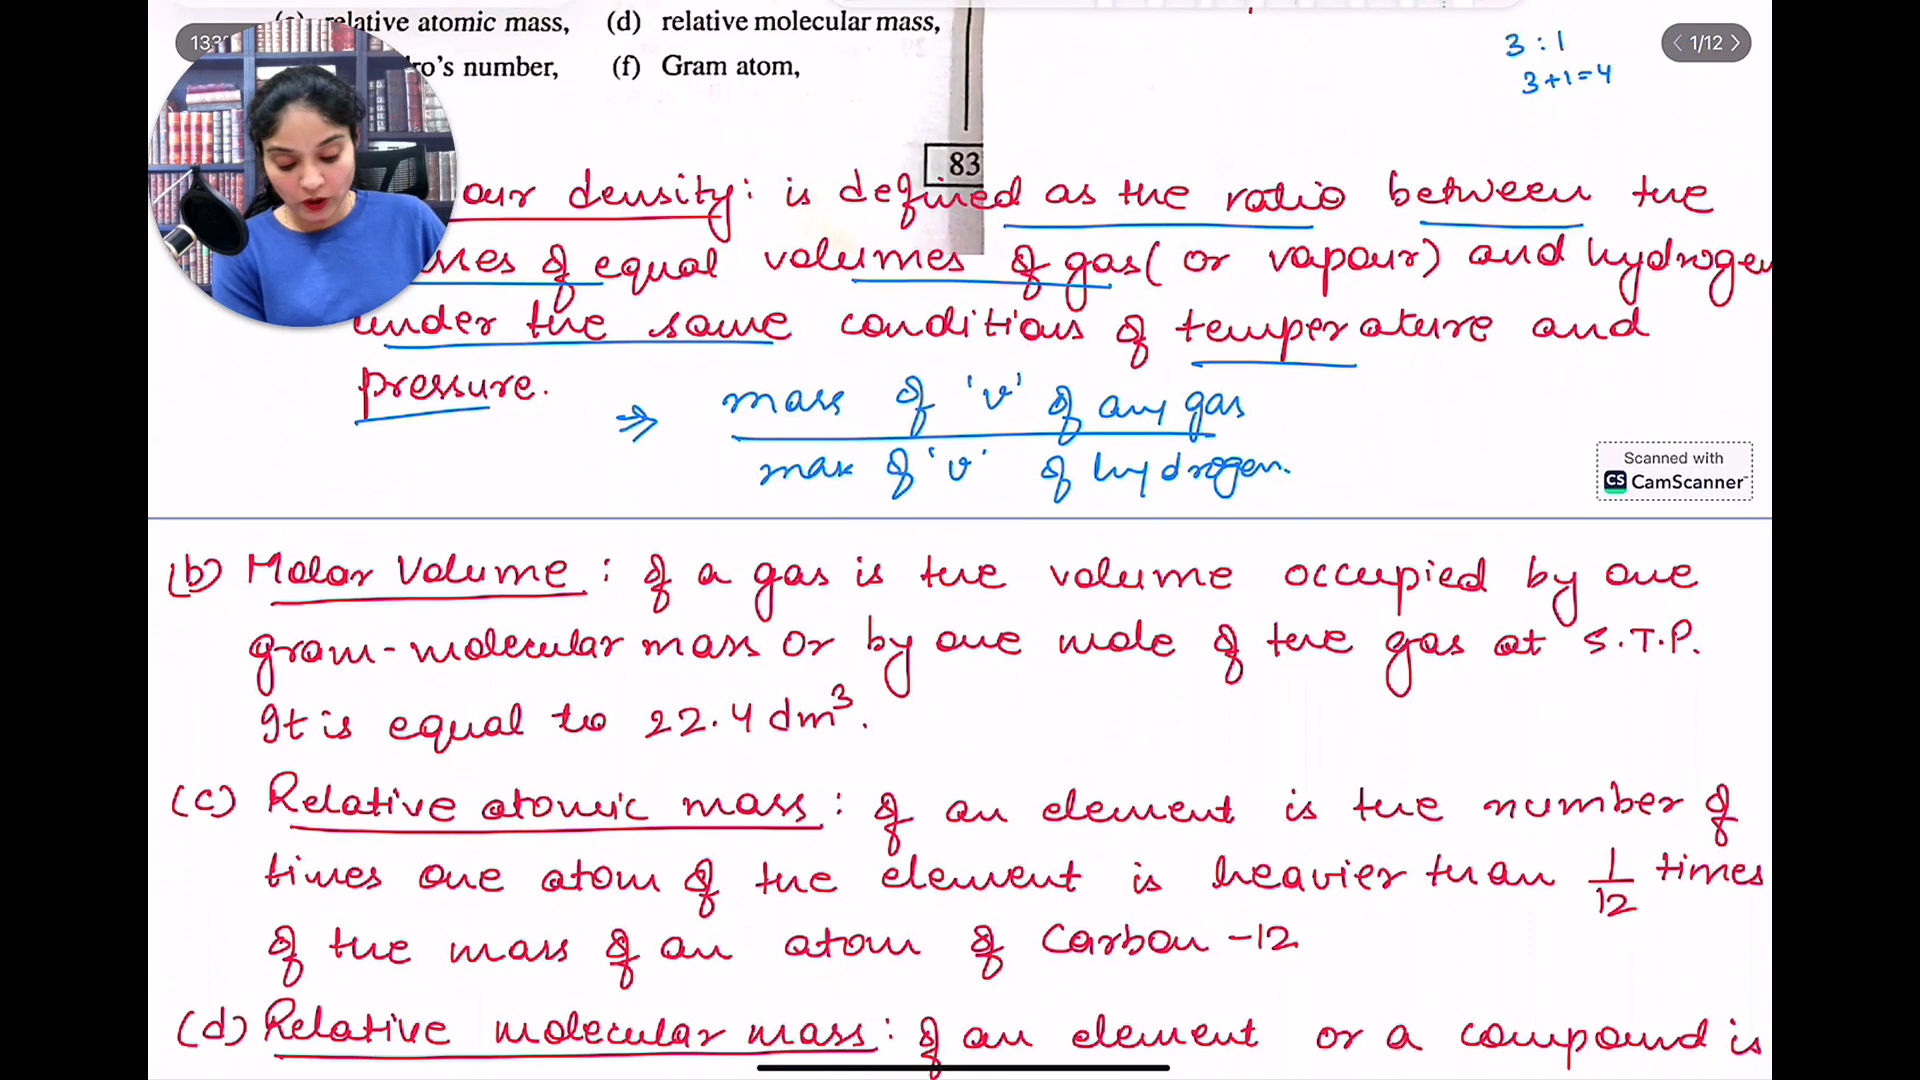 relative atomic mass, (d) relative molecular mass,
1/12
3 : 1
3+1=4
ro's number, (f) Gram atom,
83
our density: is defined as the ratio between the
of equal volumes of gas (or vapour) and hydrogen
under the same conditions of temperature and
pressure.
⇒ mass of 'v' of any gas
mass of 'v' of hydrogen.
Scanned with
CS CamScanner
(b) Molar Volume : of a gas is the volume occupied by one
gram-molecular mass or by one mole of the gas at S.T.P.
It is equal to 22.4 dm³.
(c) Relative atomic mass : of an element is the number of
times one atom of the element is heavier than 1/12 times
of the mass of an atom of Carbon -12
(d) Relative molecular mass : of an element or a compound is